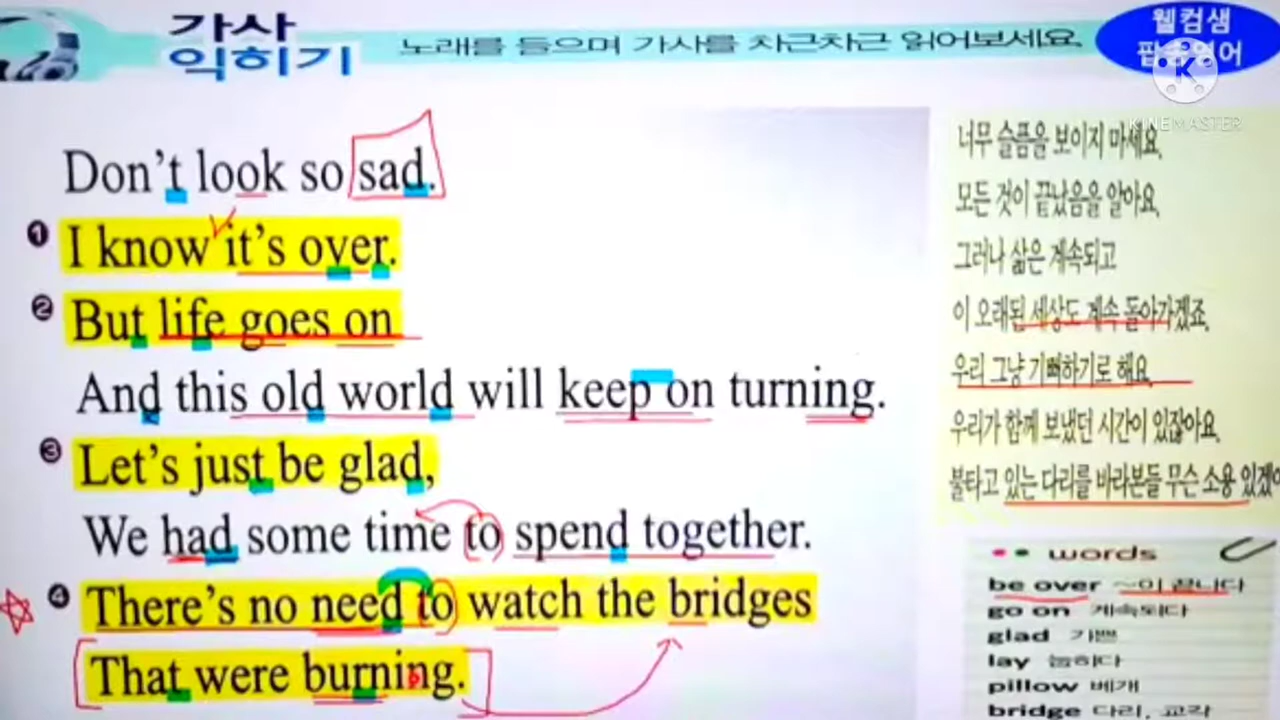 가사
익히기
노래를 들으며 가사를 차근차근 읽어보세요.
웰컴샘
팝송영어
KINEMASTER
Don't look so sad.
❶ I know it's over.
❷ But life goes on
And this old world will keep on turning.
❸ Let's just be glad,
We had some time to spend together.
❹ There's no need to watch the bridges
That were burning.
너무 슬픔을 보이지 마세요.
모든 것이 끝났음을 알아요.
그러나 삶은 계속되고
이 오래된 세상도 계속 돌아가겠죠.
우리 그냥 기뻐하기로 해요.
우리가 함께 보냈던 시간이 있잖아요.
불타고 있는 다리를 바라본들 무슨 소용 있겠어
words
be over ~이 끝나다
go on 계속되다
glad 기쁜
lay 눕히다
pillow 베개
bridge 다리, 교각